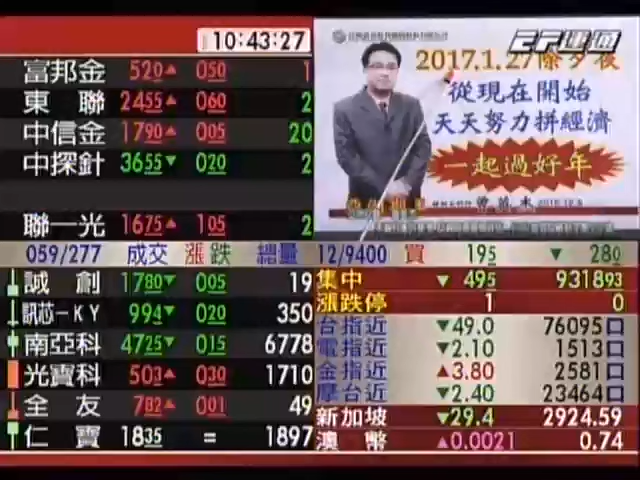 10:43:27
富邦金 520▲ 050 1
東 聯 2455▲ 060 2
中信金 1790▲ 005 20
中探針 3655▼ 020 2
聯一光 1675▲ 105 2
2017.1.27除夕夜
從現在開始
天天努力拼經濟
一起過好年
059/277 成交 漲 跌 總量
12/9400 買 195 ▼ 280
誠 創 1780▼ 005 19
訊芯-KY 994▼ 020 350
南亞科 4725▼ 015 6778
光寶科 503▲ 030 1710
全 友 782▲ 001 49
仁 寶 1835 = 1897
集中 ▼ 495 931893
漲跌停 1 0
台指近 ▼49.0 76095口
電指近 ▼2.10 1513口
金指近 ▲3.80 2581口
摩台近 ▼2.40 23464口
新加坡 ▼29.4 2924.59
澳 幣 ▲0.0021 0.74